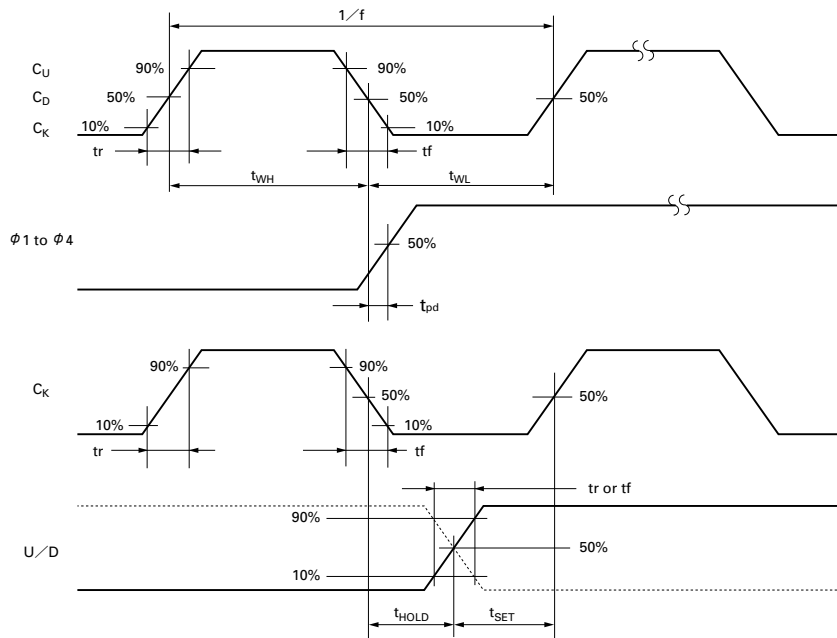 1/f
CU 90% 90%
CD 50% 50% 50%
CK 10% 10%
tr tf
tWH tWL
φ1 to φ4 50%
tpd
90% 90%
CK 50% 50%
10% 10%
tr tf
tr or tf
90%
U/D 50%
10%
tHOLD tSET